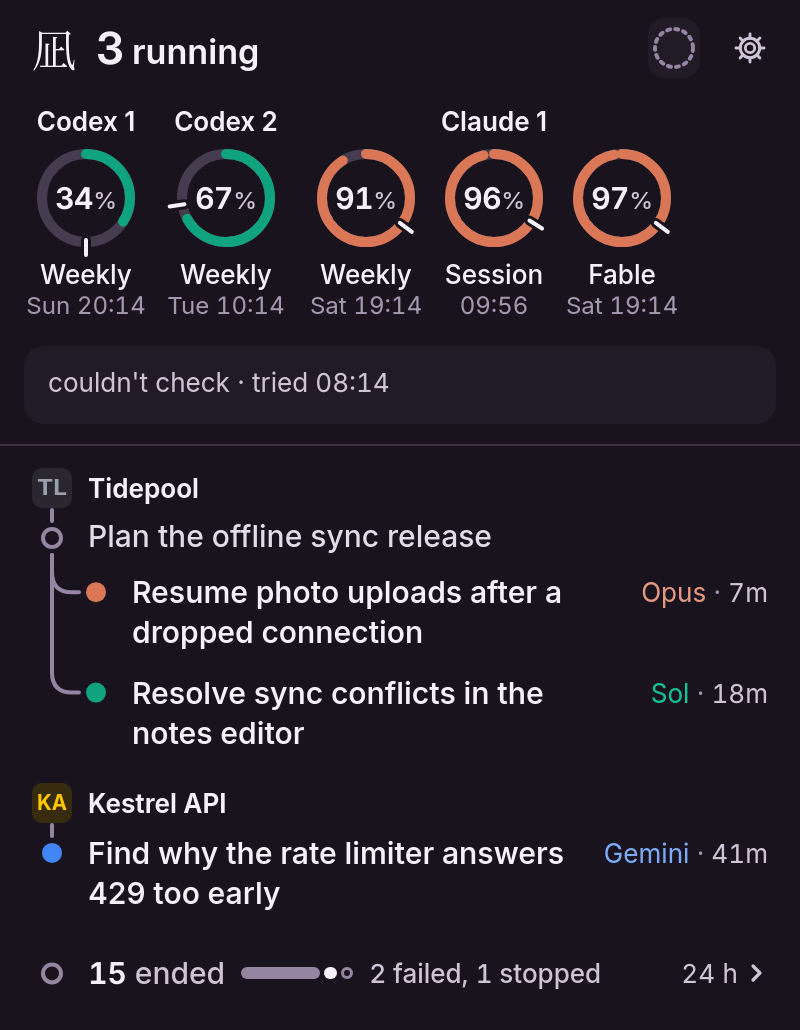 凪 3 running
Codex 1 Codex 2 Claude 1
34% 67% 91% 96% 97%
Weekly Weekly Weekly Session Fable
Sun 20:14 Tue 10:14 Sat 19:14 09:56 Sat 19:14
couldn't check · tried 08:14
TL Tidepool
Plan the offline sync release
Resume photo uploads after a Opus · 7m
dropped connection
Resolve sync conflicts in the Sol · 18m
notes editor
KA Kestrel API
Find why the rate limiter answers Gemini · 41m
429 too early
15 ended 2 failed, 1 stopped 24 h